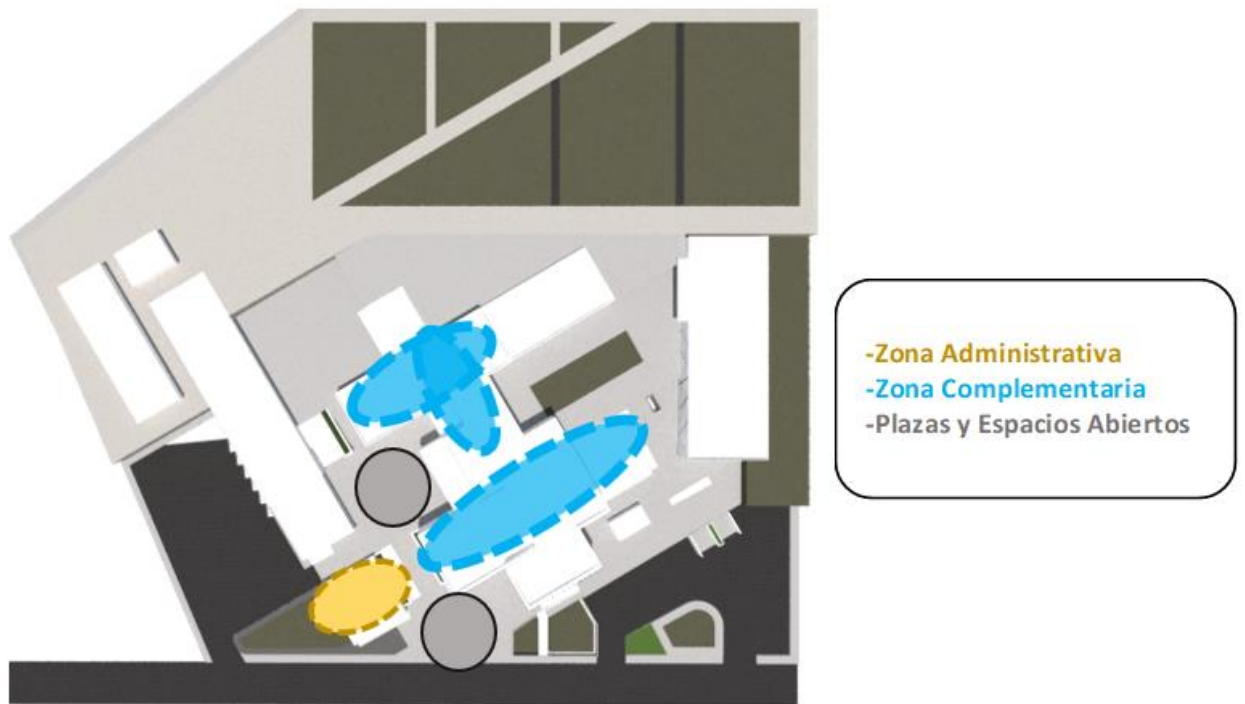 -Zona Administrativa
-Zona Complementaria
-Plazas y Espacios Abiertos